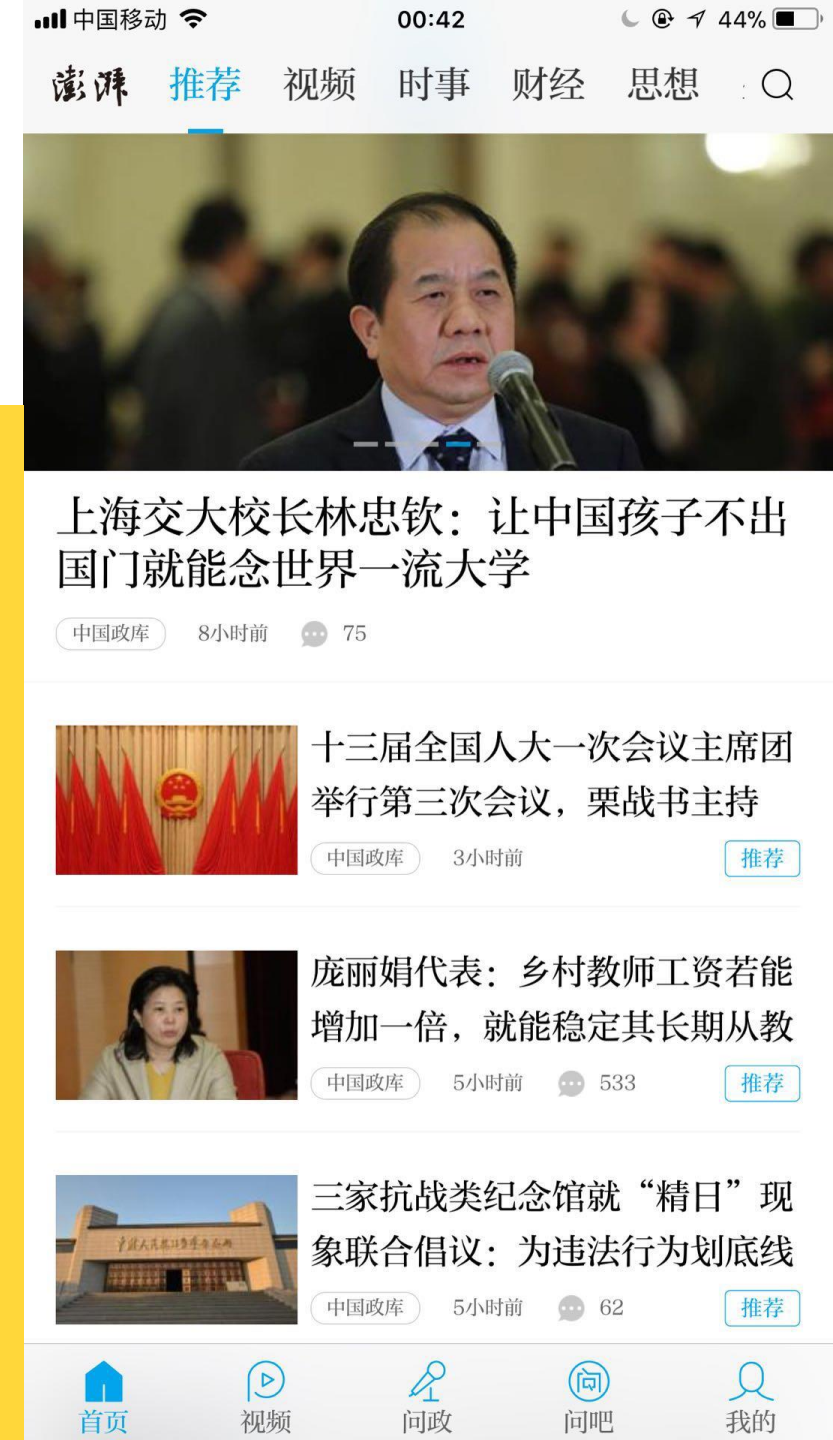 中国移动 00:42 44%
澎湃 推荐 视频 时事 财经 思想
上海交大校长林忠钦：让中国孩子不出
国门就能念世界一流大学
中国政库 8小时前 75
十三届全国人大一次会议主席团
举行第三次会议，栗战书主持
中国政库 3小时前 推荐
庞丽娟代表：乡村教师工资若能
增加一倍，就能稳定其长期从教
中国政库 5小时前 533 推荐
三家抗战类纪念馆就“精日”现
象联合倡议：为违法行为划底线
中国政库 5小时前 62 推荐
首页 视频 问政 问吧 我的